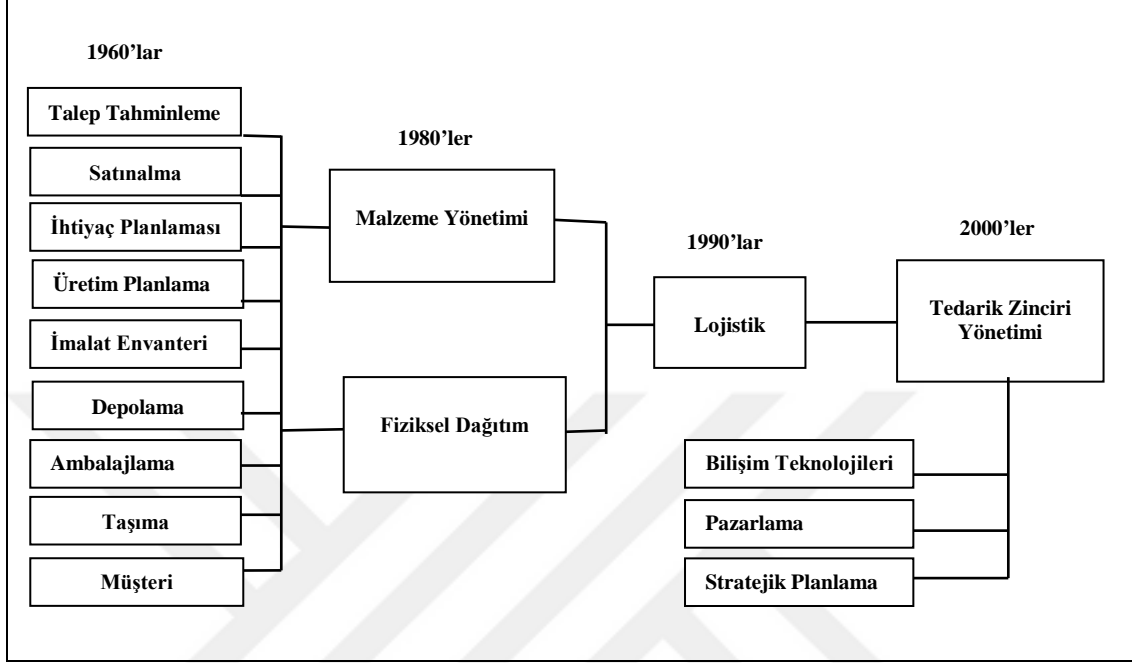 1960’lar
Talep Tahminleme
Satınalma
İhtiyaç Planlaması
Üretim Planlama
İmalat Envanteri
Depolama
Ambalajlama
Taşıma
Müşteri
1980’ler
Malzeme Yönetimi
Fiziksel Dağıtım
1990’lar
Lojistik
2000’ler
Tedarik Zinciri
Yönetimi
Bilişim Teknolojileri
Pazarlama
Stratejik Planlama